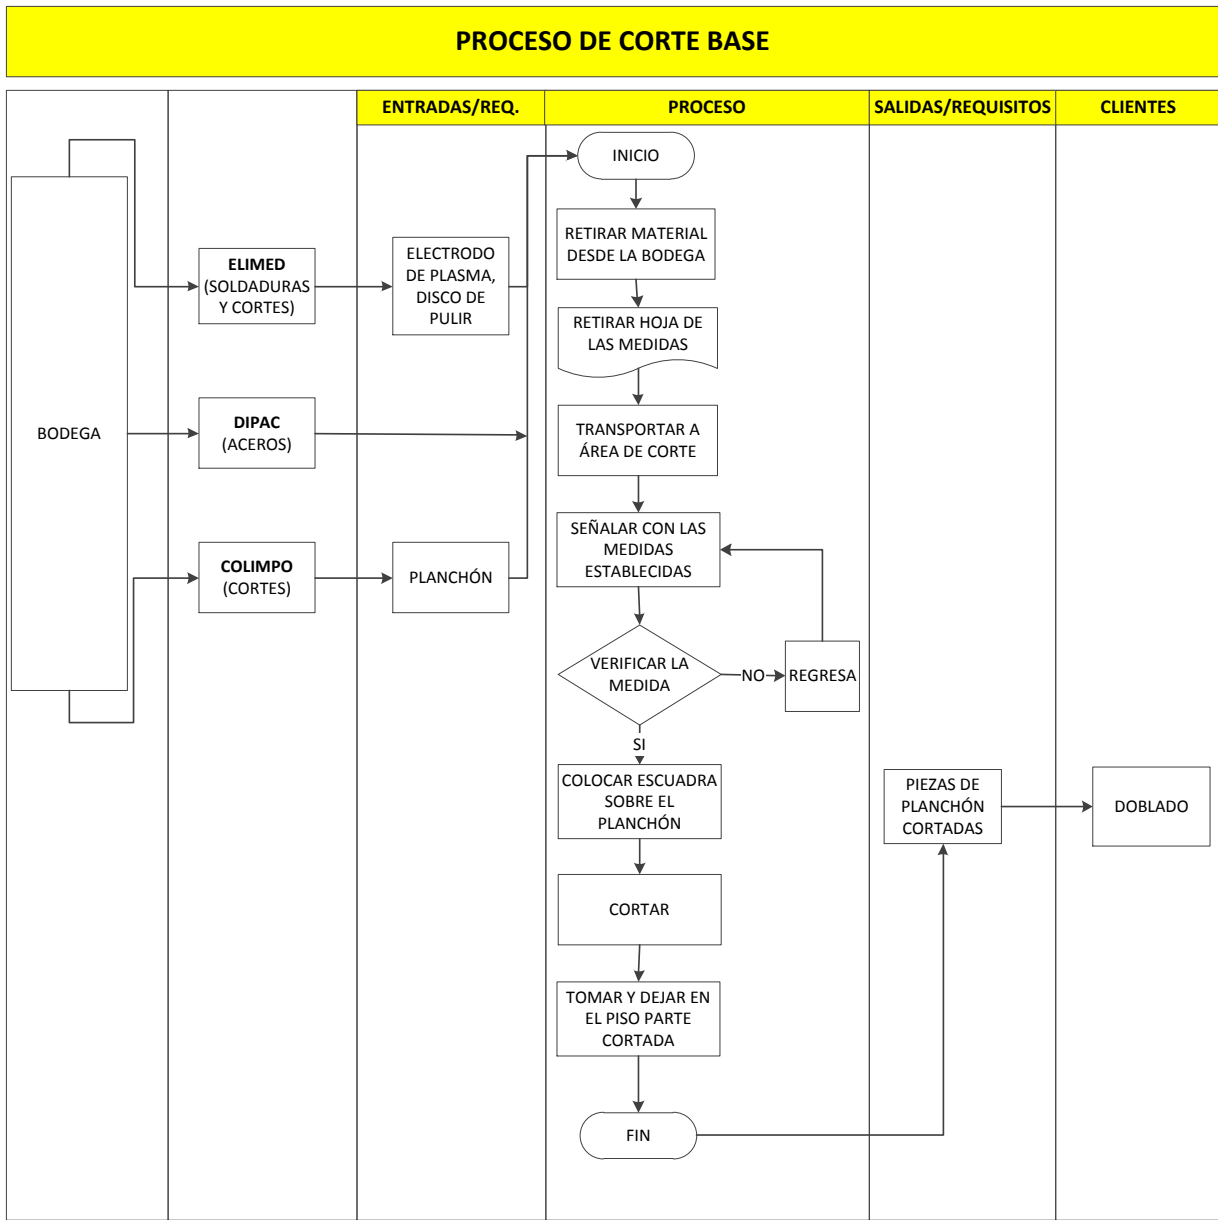 PROCESO DE CORTE BASE
ENTRADAS/REQ.
PROCESO
SALIDAS/REQUISITOS
CLIENTES
BODEGA
ELIMED
(SOLDADURAS
Y CORTES)
DIPAC
(ACEROS)
COLIMPO
(CORTES)
ELECTRODO
DE PLASMA,
DISCO DE
PULIR
PLANCHÓN
INICIO
RETIRAR MATERIAL
DESDE LA BODEGA
RETIRAR HOJA DE
LAS MEDIDAS
TRANSPORTAR A
ÁREA DE CORTE
SEÑALAR CON LAS
MEDIDAS
ESTABLECIDAS
VERIFICAR LA
MEDIDA
NO
REGRESA
SI
COLOCAR ESCUADRA
SOBRE EL
PLANCHÓN
CORTAR
TOMAR Y DEJAR EN
EL PISO PARTE
CORTADA
FIN
PIEZAS DE
PLANCHÓN
CORTADAS
DOBLADO